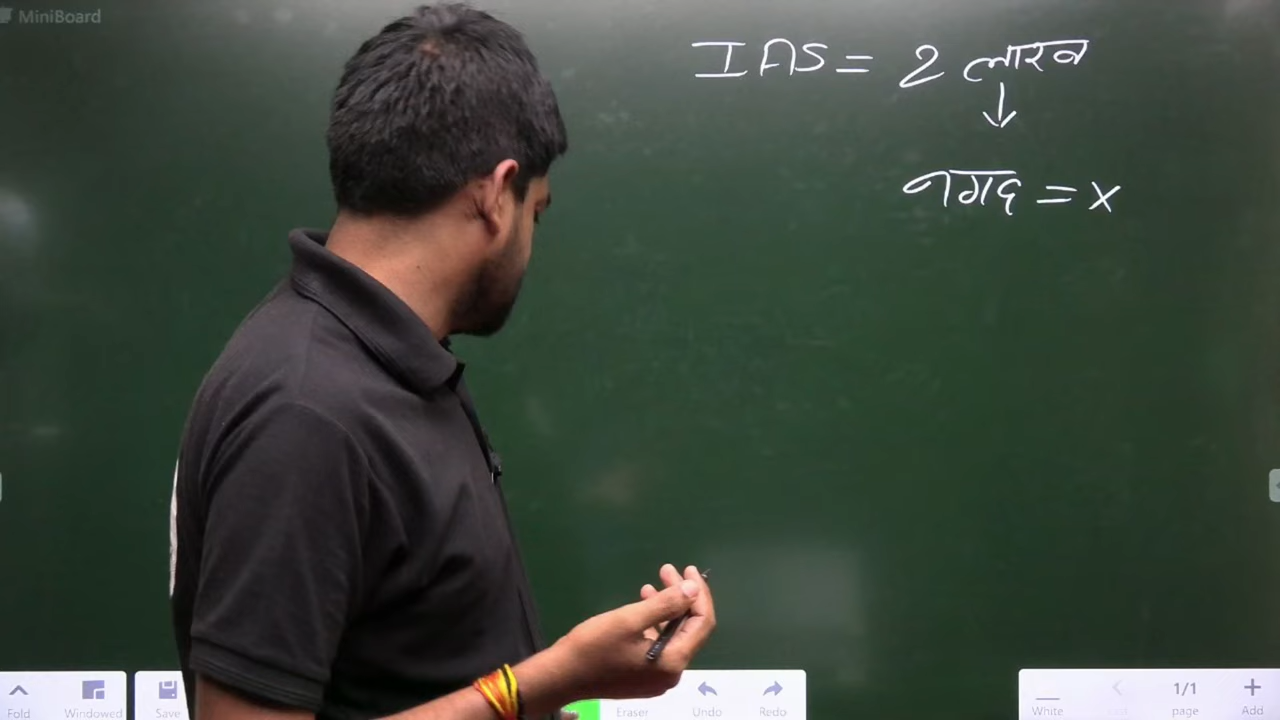 MiniBoard
IAS = 2 लाख
↓
नगद = x
Fold
Windowed
Save
Eraser
Undo
Redo
White
1/1
page
Add